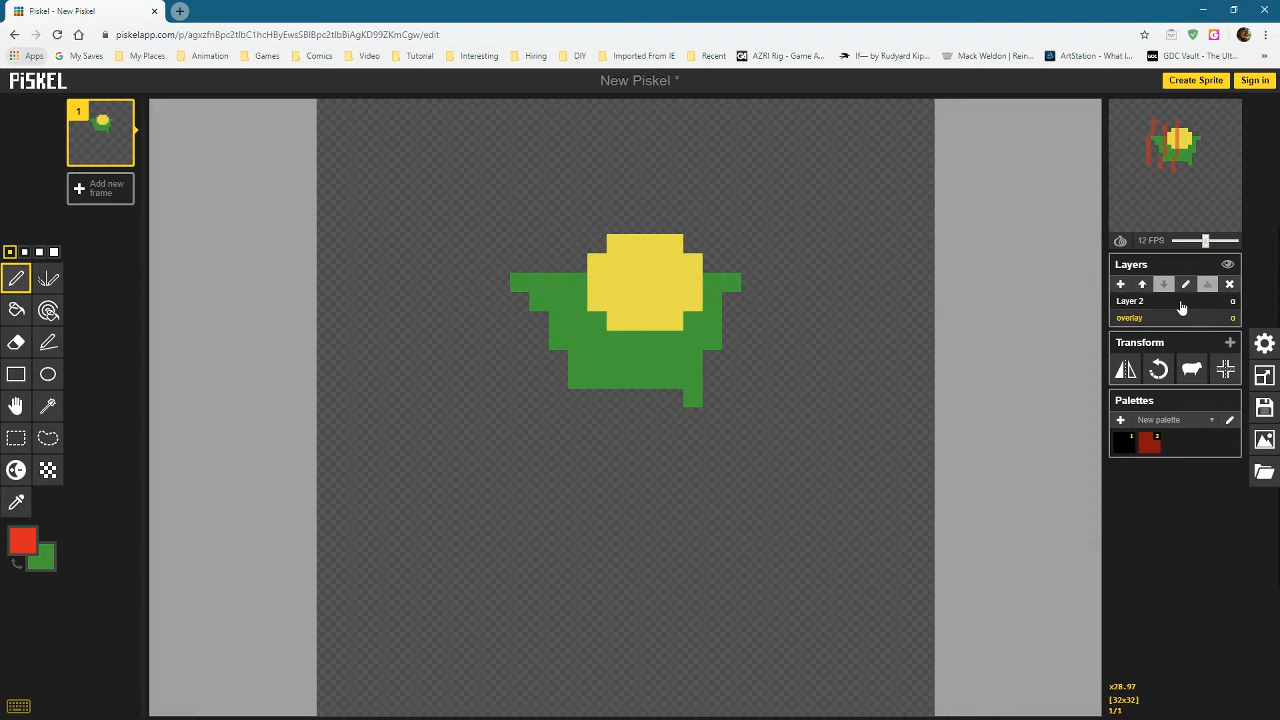 Piskel - New Piskel
piskelapp.com/p/agxzfnBpc2tlbC1hcHByEwsSBlBpc2tlbBiAgKD99ZKmCgw/edit
Apps
My Saves
My Places
Animation
Games
Comics
Video
Tutorial
Interesting
Hiring
DIY
Imported From IE
Recent
AZRI Rig - Game A...
If— by Rudyard Kip...
Mack Weldon | Rein...
ArtStation - What I...
GDC Vault - The Ult...
PiSKEL
New Piskel *
Create Sprite
Sign in
1
Add new
frame
12 FPS
Layers
Layer 2
α
overlay
α
Transform
Palettes
New palette
1
2
x28.97
[32x32]
1/1